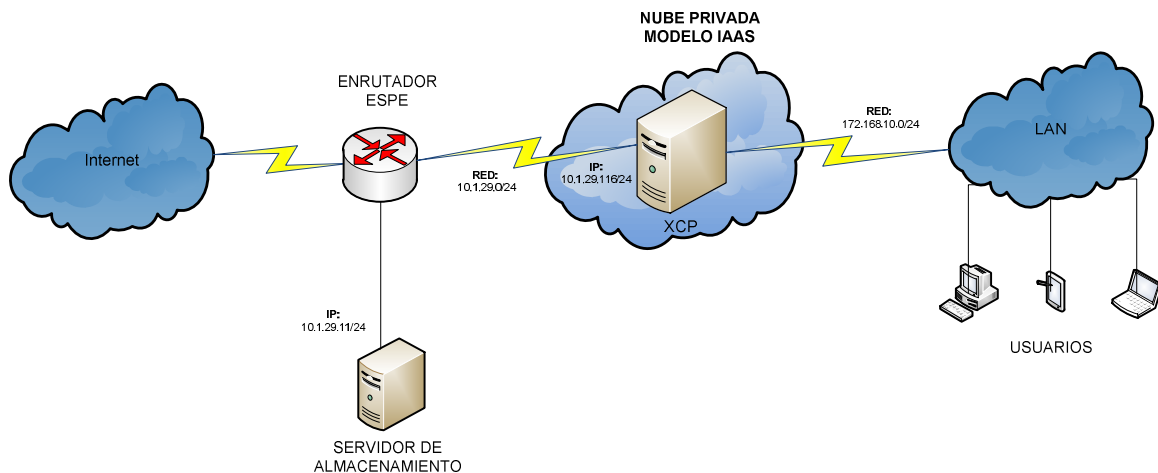 NUBE PRIVADA
MODELO IAAS
ENRUTADOR
ESPE
Internet
RED:
10.1.29.0/24
IP:
10.1.29.116/24
XCP
RED:
172.168.10.0/24
LAN
IP:
10.1.29.11/24
USUARIOS
SERVIDOR DE
ALMACENAMIENTO